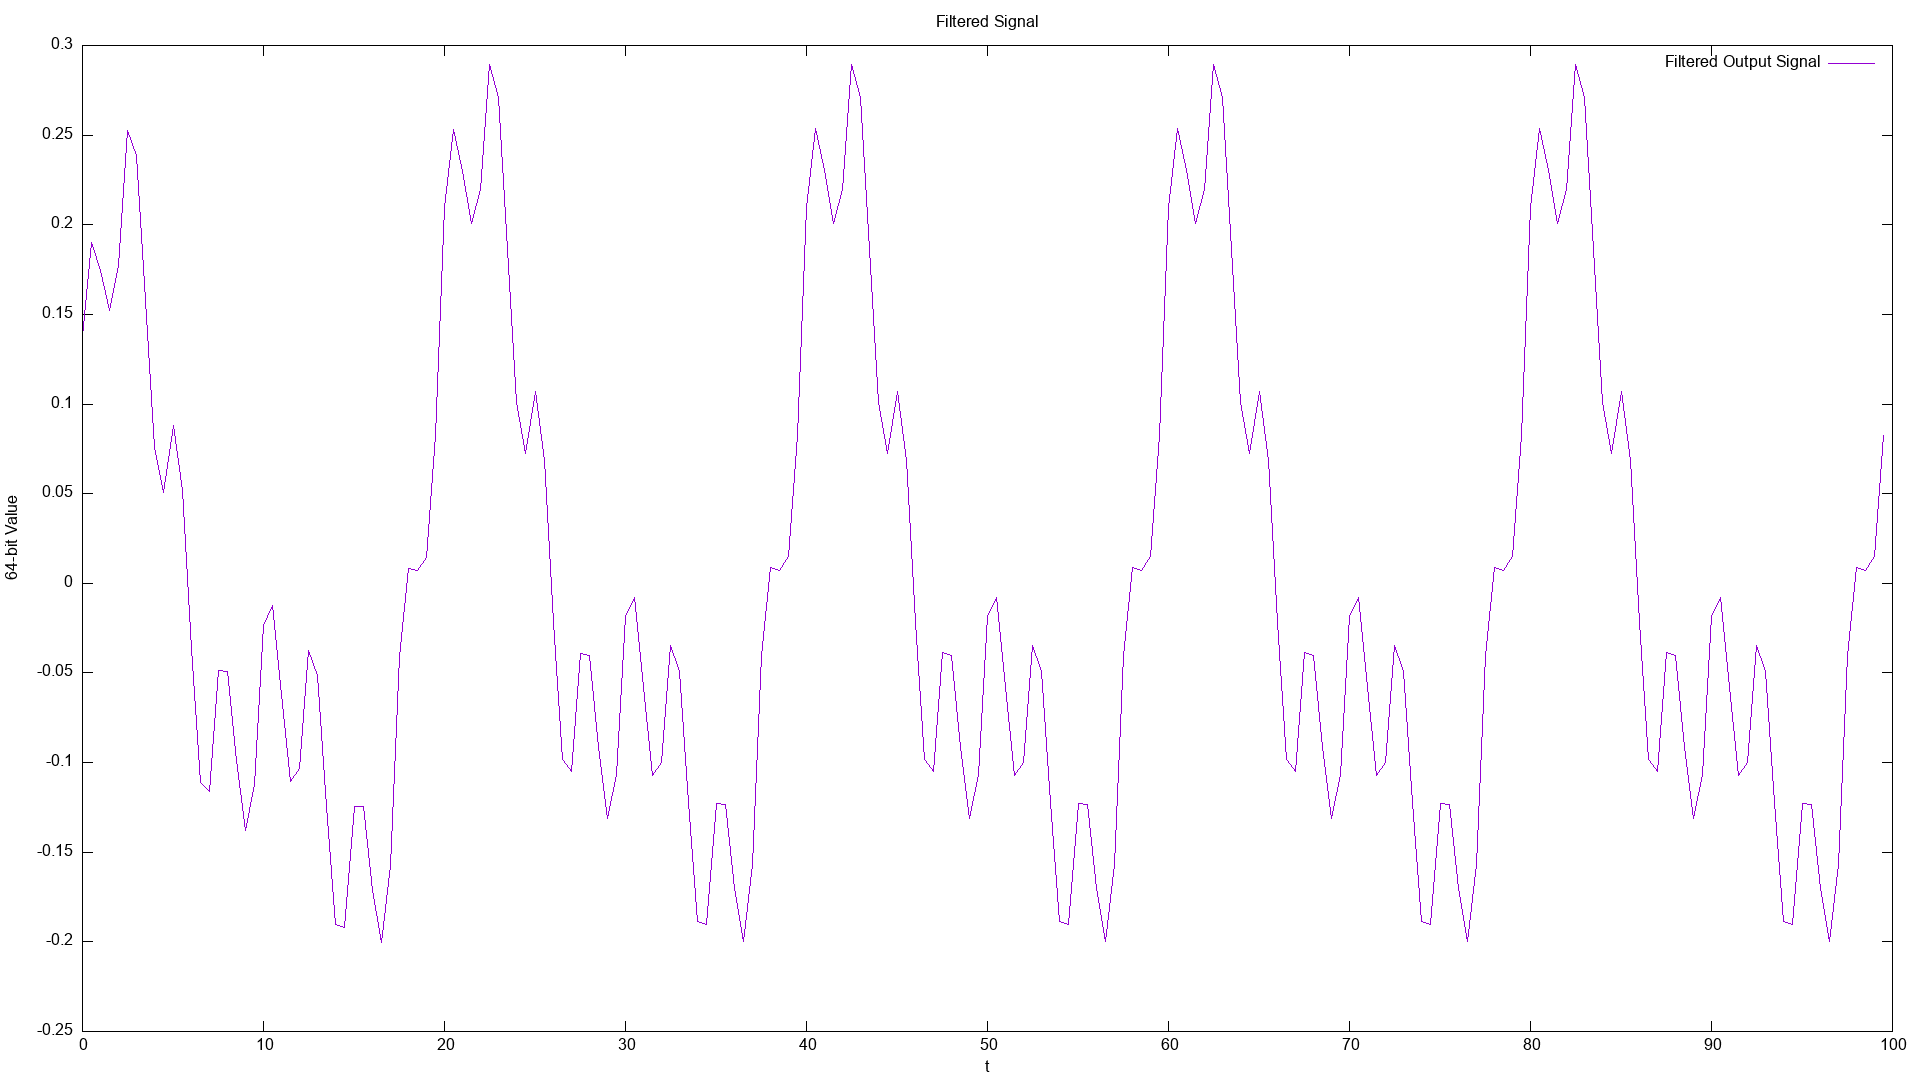 Filtered Signal
Filtered Output Signal
0.3
0.25
0.2
0.15
0.1
0.05
0
-0.05
-0.1
-0.15
-0.2
-0.25
64-bit Value
0 10 20 30 40 50 60 70 80 90 100
t